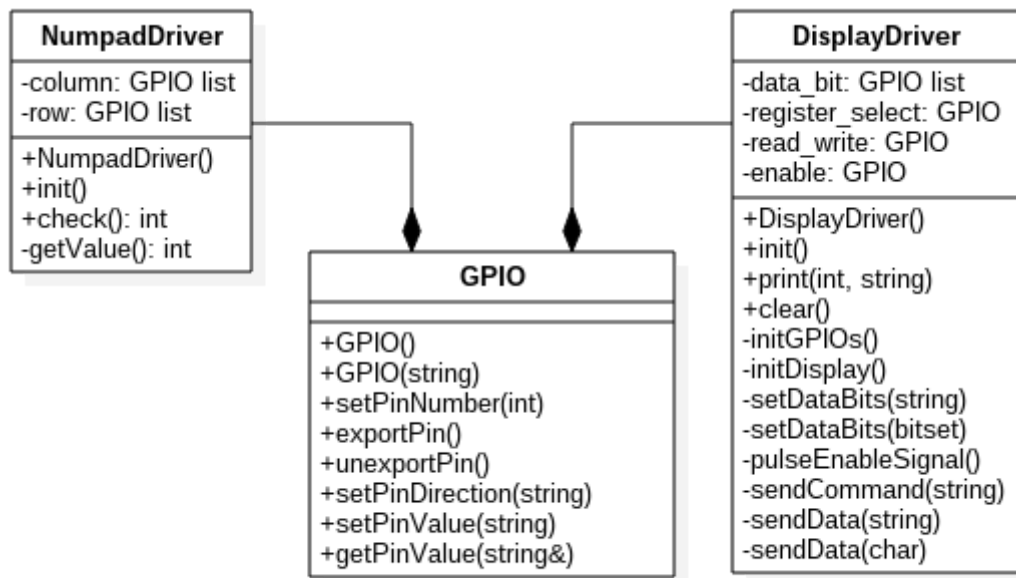 NumpadDriver
-column: GPIO list
-row: GPIO list
+NumpadDriver()
+init()
+check(): int
-getValue(): int
DisplayDriver
-data_bit: GPIO list
-register_select: GPIO
-read_write: GPIO
-enable: GPIO
+DisplayDriver()
+init()
+print(int, string)
+clear()
-initGPIOs()
-initDisplay()
-setDataBits(string)
-setDataBits(bitset)
-pulseEnableSignal()
-sendCommand(string)
-sendData(string)
-sendData(char)
GPIO
+GPIO()
+GPIO(string)
+setPinNumber(int)
+exportPin()
+unexportPin()
+setPinDirection(string)
+setPinValue(string)
+getPinValue(string&)